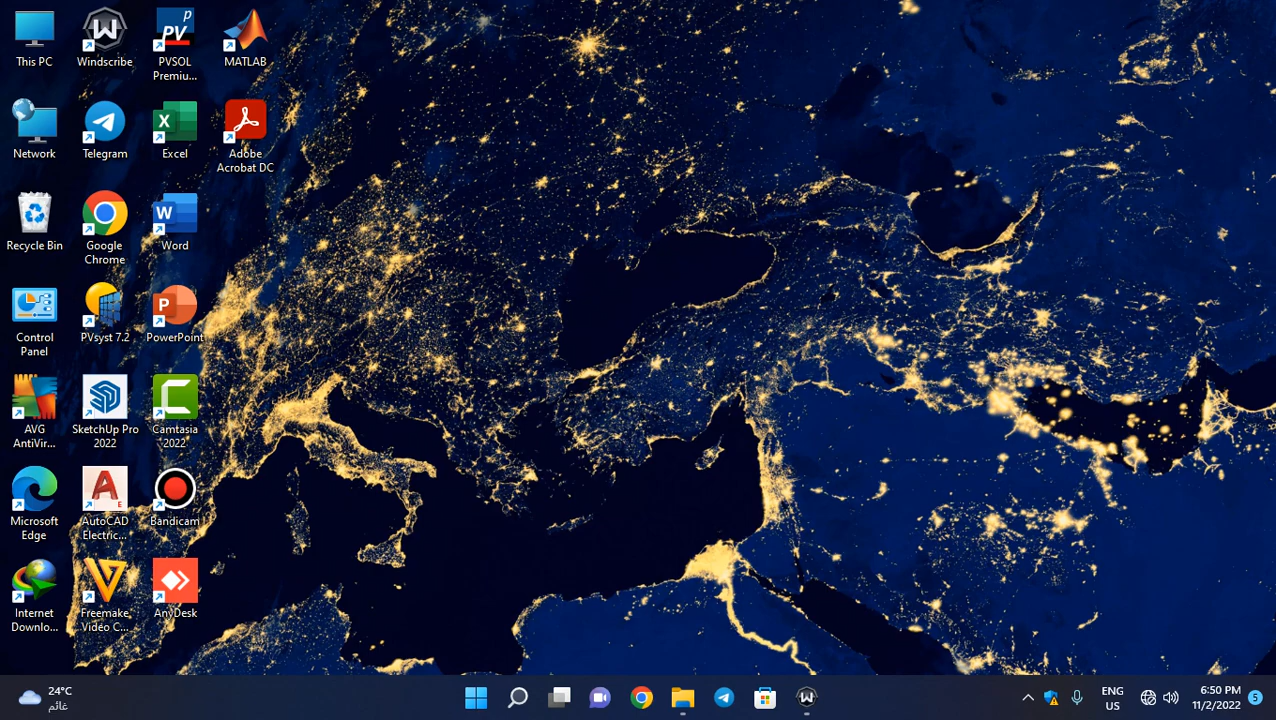 This PC
Windscribe
PVSOL
Premiu...
MATLAB
Network
Telegram
Excel
Adobe
Acrobat DC
Recycle Bin
Google
Chrome
Word
Control
Panel
PVsyst 7.2
PowerPoint
AVG
AntiVir...
SketchUp Pro
2022
Camtasia
2022
Microsoft
Edge
AutoCAD
Electric...
Bandicam
Internet
Downlo...
Freemake
Video C...
AnyDesk
24°C
غائم
ENG
US
5:50 PM
11/2/2022
5